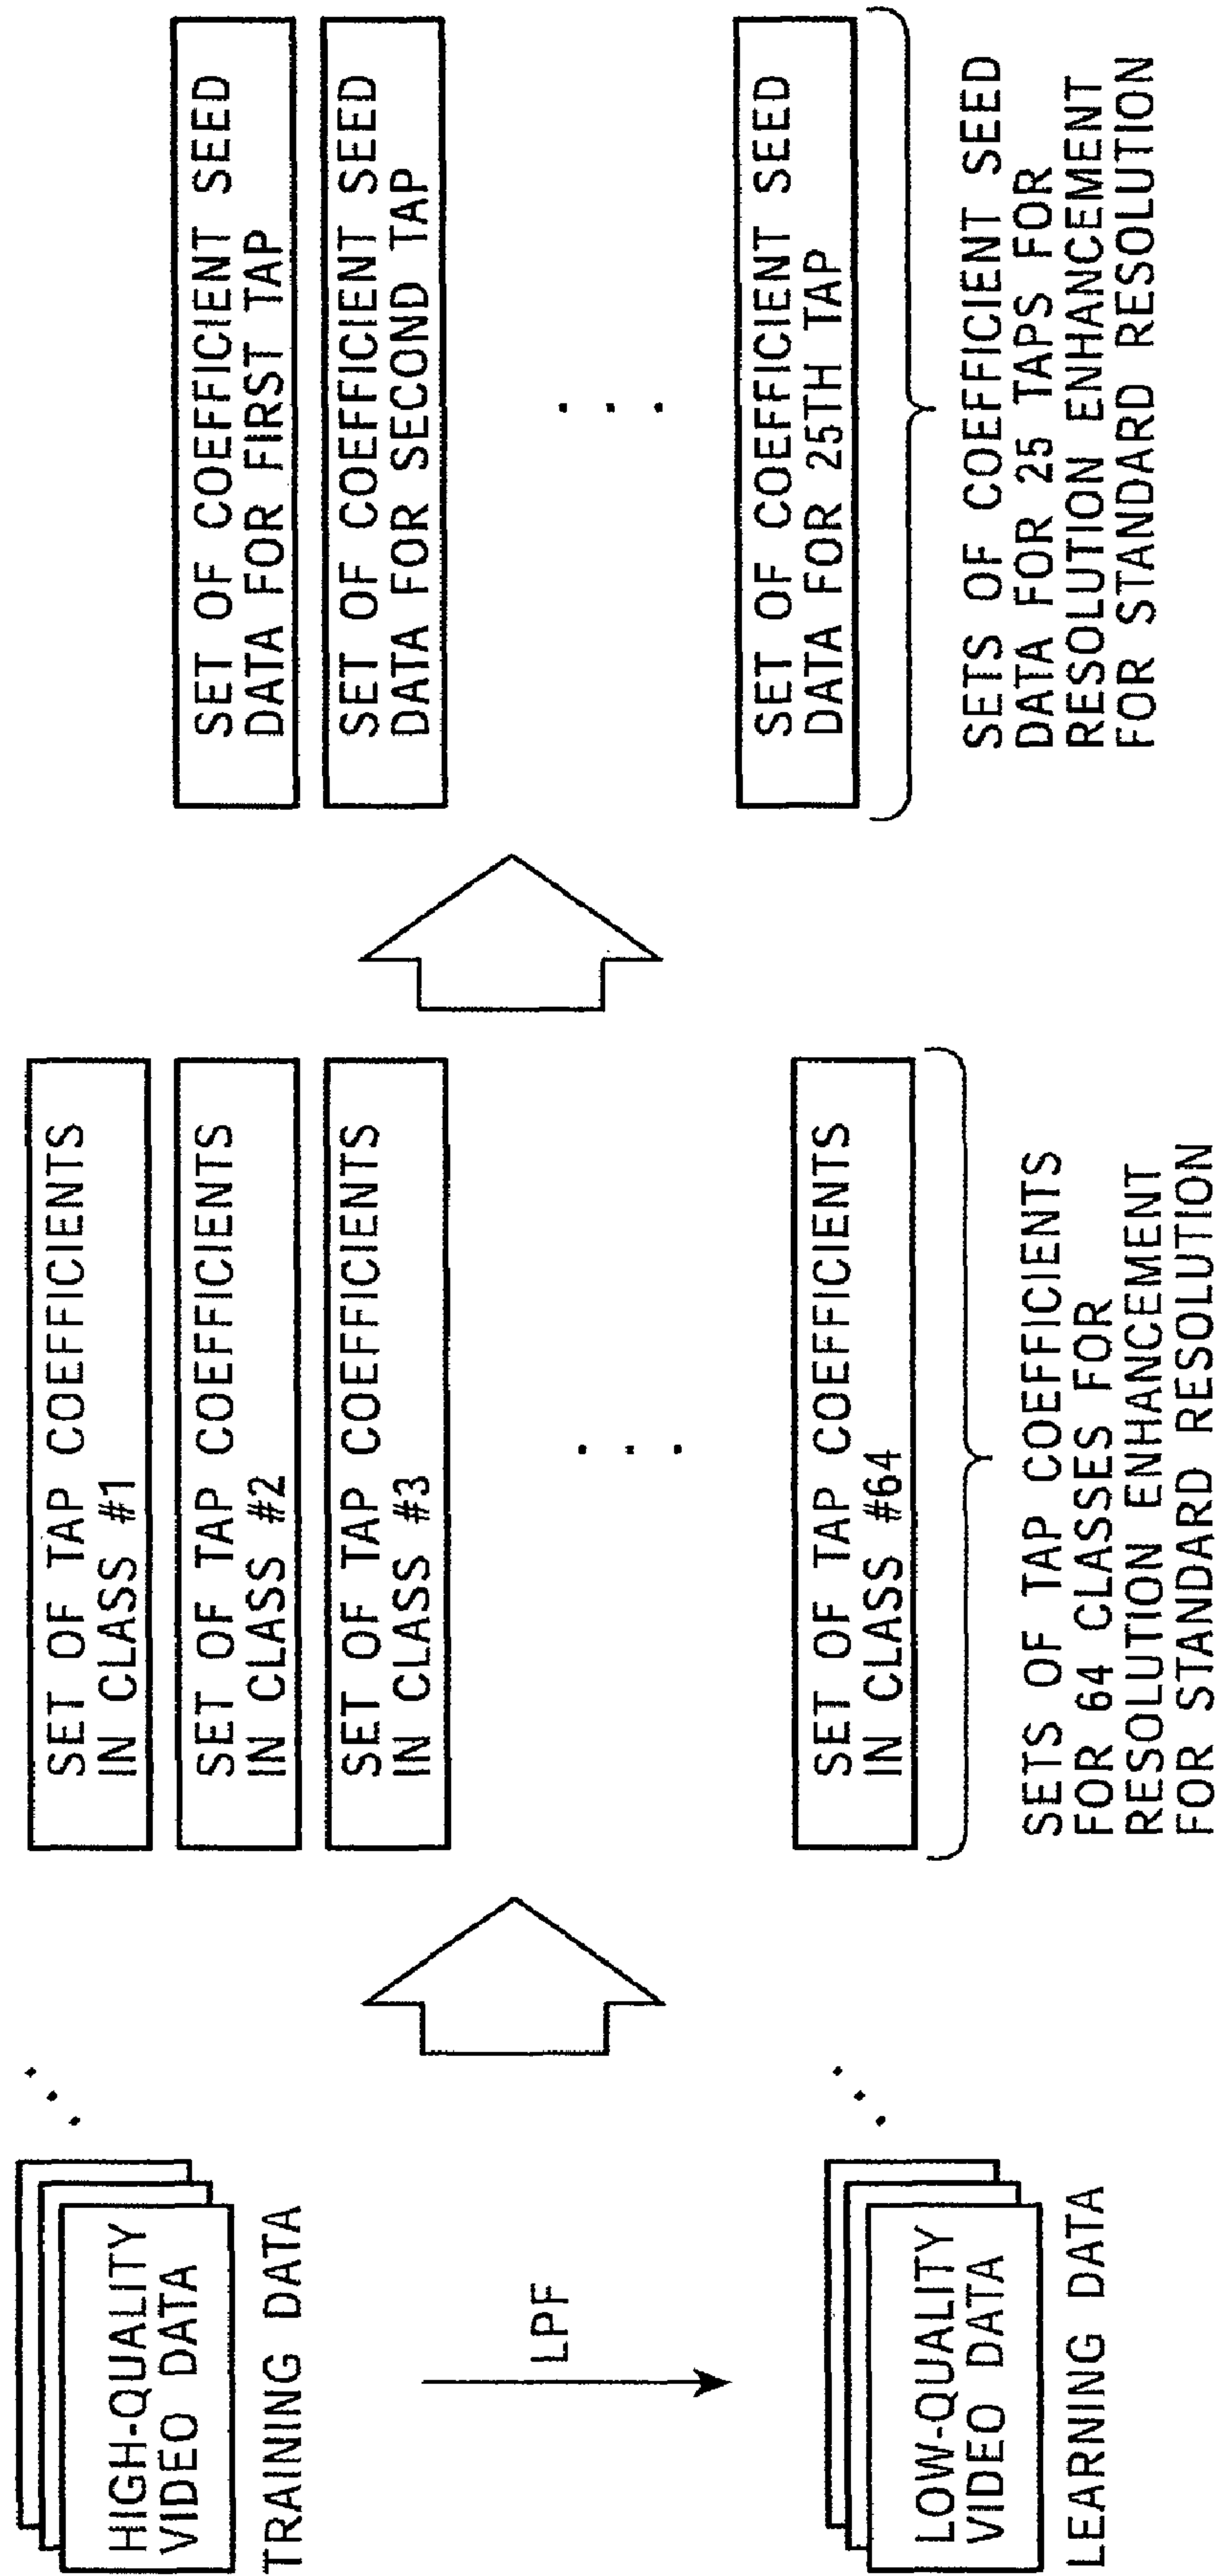 HIGH-QUALITY
VIDEO DATA
TRAINING DATA
LPF
LOW-QUALITY
VIDEO DATA
LEARNING DATA
SET OF TAP COEFFICIENTS
IN CLASS #1
SET OF TAP COEFFICIENTS
IN CLASS #2
SET OF TAP COEFFICIENTS
IN CLASS #3
SET OF TAP COEFFICIENTS
IN CLASS #64
SETS OF TAP COEFFICIENTS
FOR 64 CLASSES FOR
RESOLUTION ENHANCEMENT
FOR STANDARD RESOLUTION
SET OF COEFFICIENT SEED
DATA FOR FIRST TAP
SET OF COEFFICIENT SEED
DATA FOR SECOND TAP
SET OF COEFFICIENT SEED
DATA FOR 25TH TAP
SETS OF COEFFICIENT SEED
DATA FOR 25 TAPS FOR
RESOLUTION ENHANCEMENT
FOR STANDARD RESOLUTION